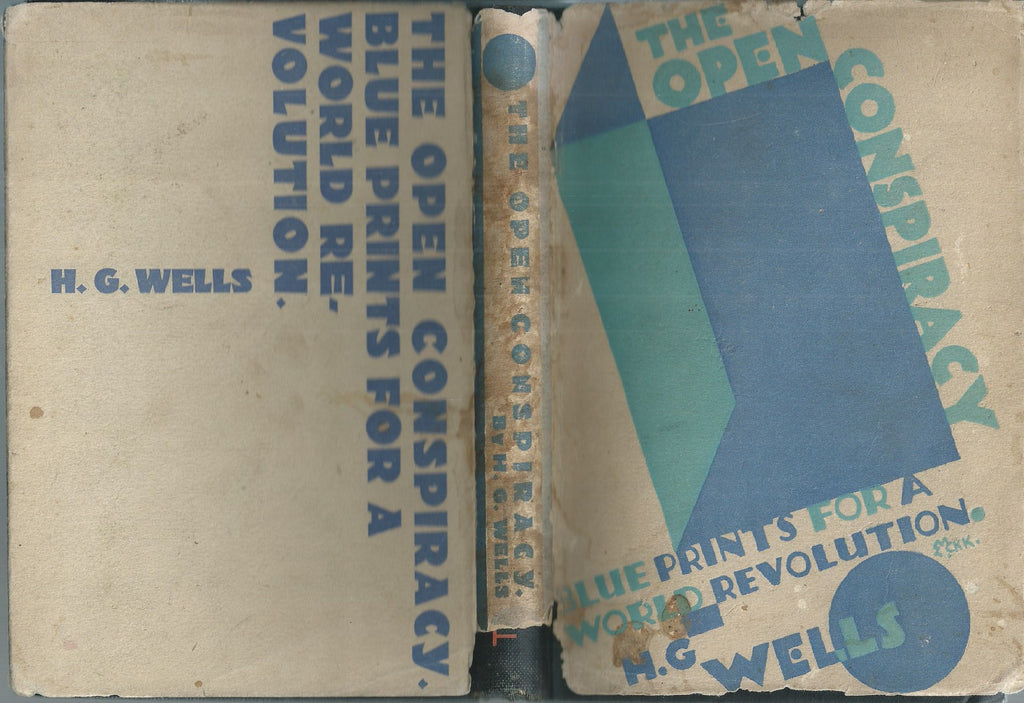 THE OPEN CONSPIRACY.
BLUE PRINTS FOR A
WORLD RE,
VOLUTION.
H. G. WELLS
THE OPEN CONSPIRACY.
BY H. G. WELLS
T
THE
OPEN
CONSPIRACY
BLUE PRINTS FOR A
WORLD REVOLUTION.
H.G
WELLS